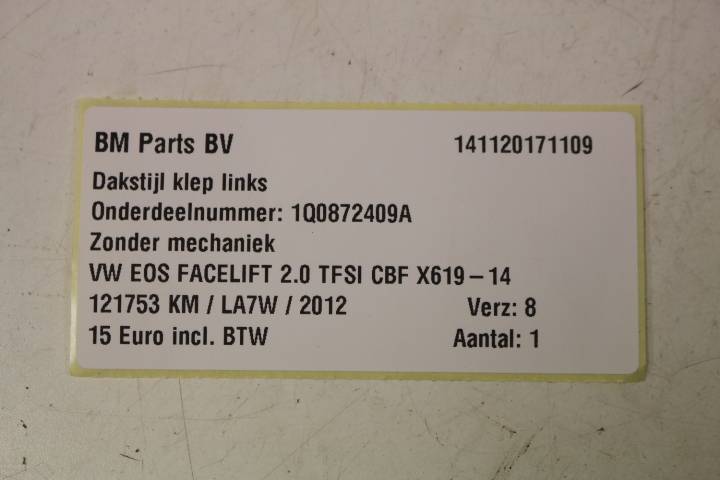 BM Parts BV 141120171109
Dakstijl klep links
Onderdeelnummer: 1Q0872409A
Zonder mechaniek
VW EOS FACELIFT 2.0 TFSI CBF X619-14
121753 KM / LA7W / 2012 Verz: 8
15 Euro incl. BTW Aantal: 1